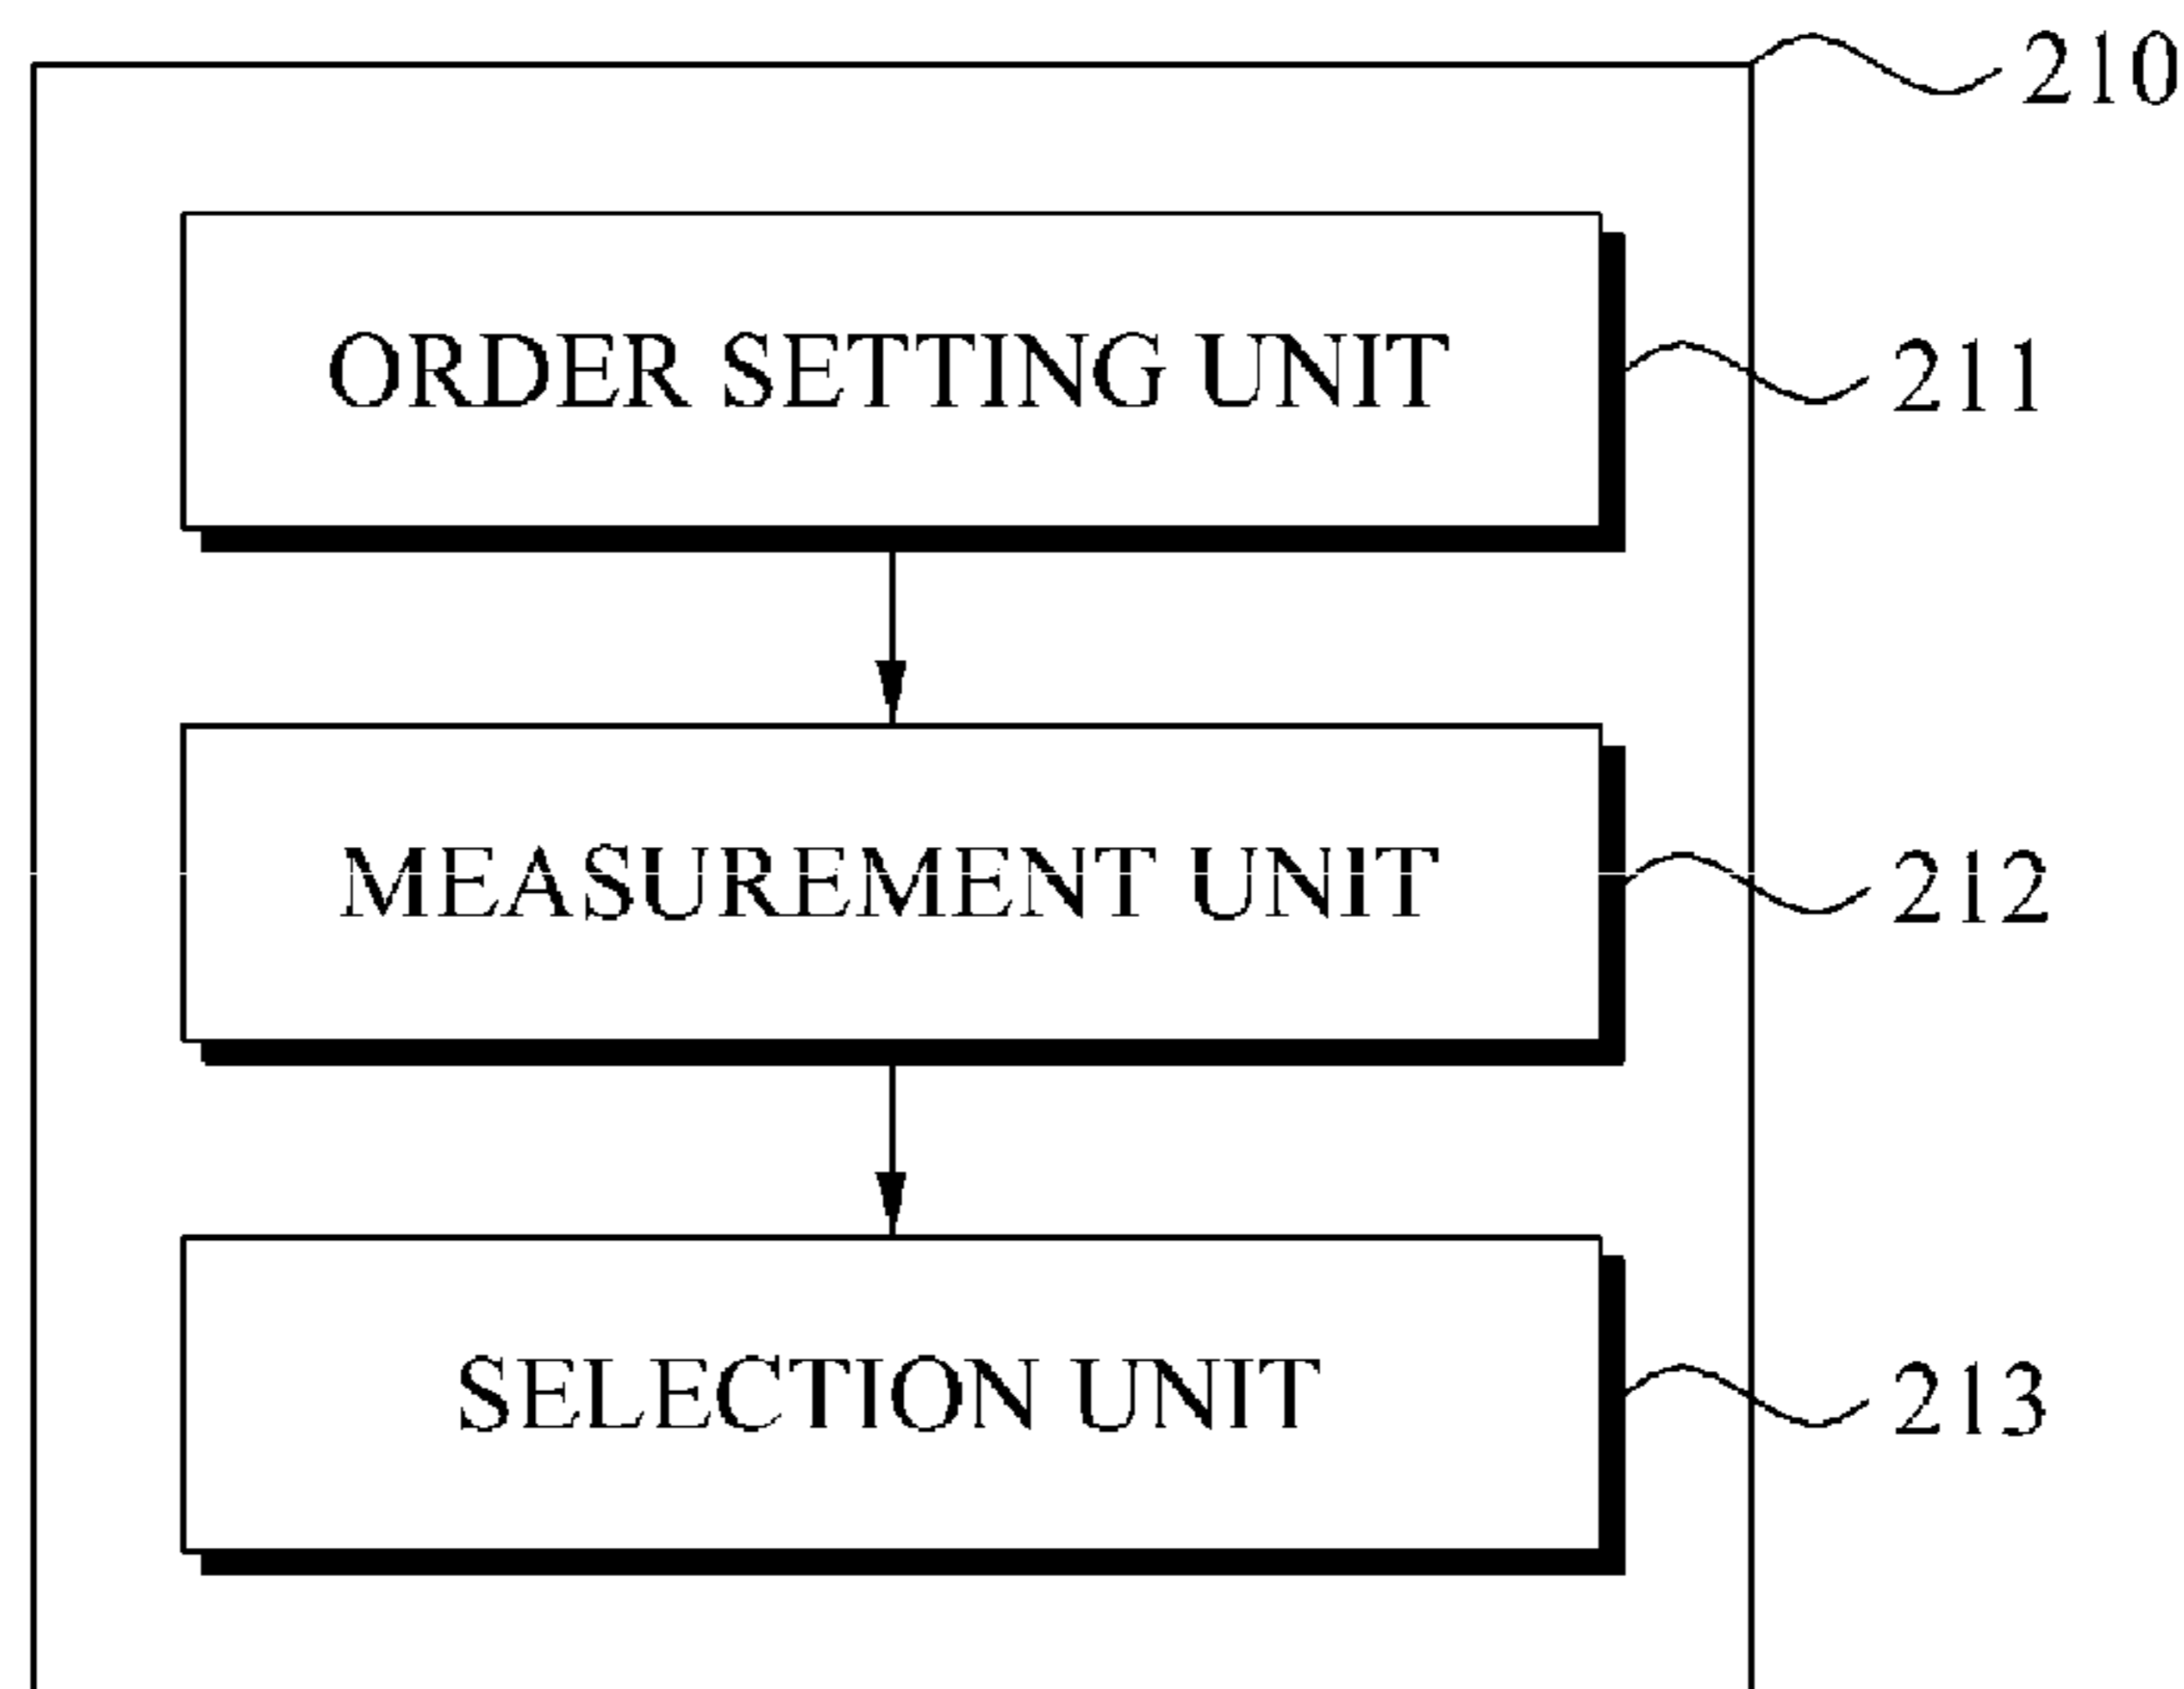 210
ORDER SETTING UNIT 211
MEASUREMENT UNIT 212
SELECTION UNIT 213